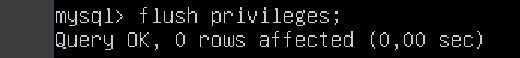 mysql> flush privileges;
Query OK, 0 rows affected (0,00 sec)